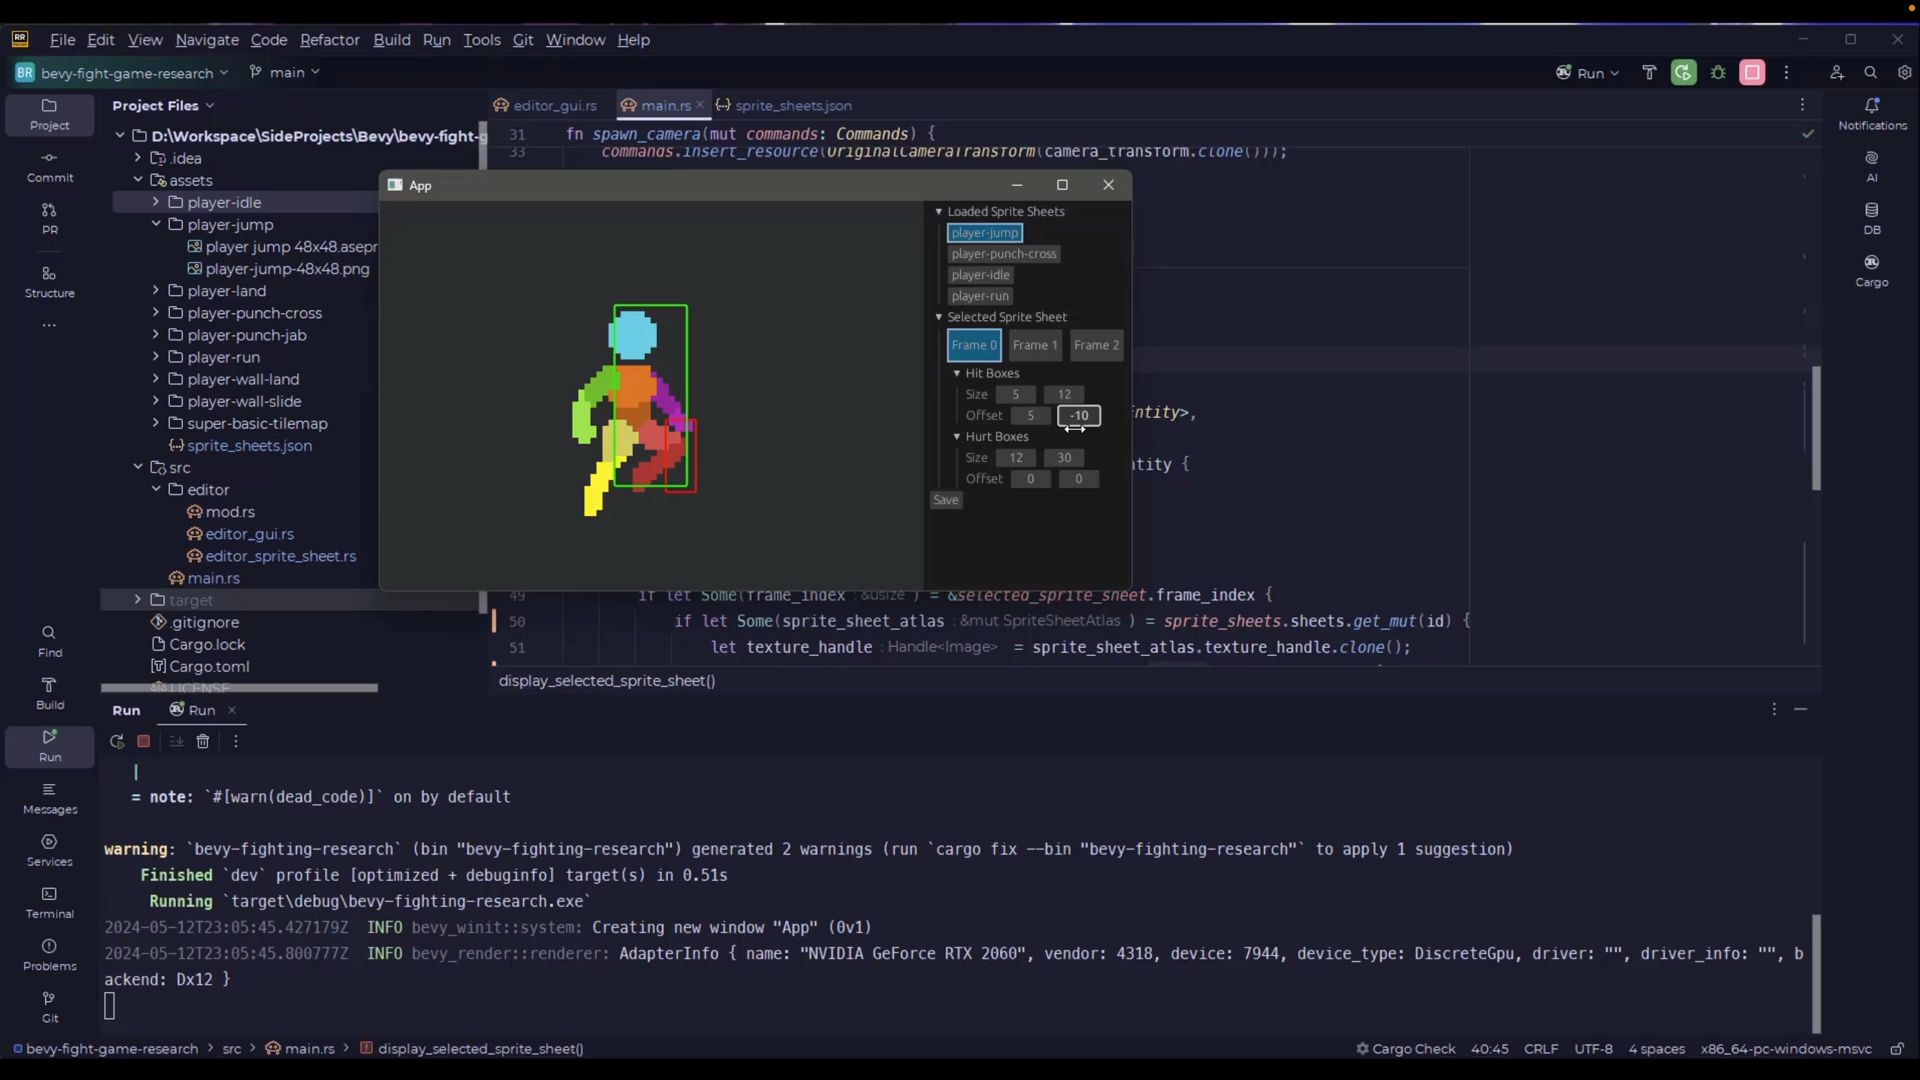 RR
File Edit View Navigate Code Refactor Build Run Tools Git Window Help
BR bevy-fight-game-research main Run
Project
Commit
PR
Structure
Find
Build
Run
Messages
Services
Terminal
Problems
Git
Project Files
D:\Workspace\SideProjects\Bevy\bevy-fight-g
.idea
assets
player-idle
player-jump
player jump 48x48.asepr
player-jump-48x48.png
player-land
player-punch-cross
player-punch-jab
player-run
player-wall-land
player-wall-slide
super-basic-tilemap
sprite_sheets.json
src
editor
mod.rs
editor_gui.rs
editor_sprite_sheet.rs
main.rs
target
.gitignore
Cargo.lock
Cargo.toml
LICENSE
editor_gui.rs main.rs sprite_sheets.json
31 fn spawn_camera(mut commands: Commands) {
33 commands.insert_resource(OriginalCameraTransform(camera_transform.clone()));
App
Loaded Sprite Sheets
player-jump
player-punch-cross
player-idle
player-run
Selected Sprite Sheet
Frame 0 Frame 1 Frame 2
Hit Boxes
Size 5 12
Offset 5 -10
Hurt Boxes
Size 12 30
Offset 0 0
Save
ntity>,
tity {
49 if let Some(frame_index :&usize ) = &selected_sprite_sheet.frame_index {
50 if let Some(sprite_sheet_atlas :&mut SpriteSheetAtlas ) = sprite_sheets.sheets.get_mut(id) {
51 let texture_handle :Handle<Image> = sprite_sheet_atlas.texture_handle.clone();
display_selected_sprite_sheet()
Notifications
AI
DB
Cargo
Run Run
|
= note: `#[warn(dead_code)]` on by default
warning: `bevy-fighting-research` (bin "bevy-fighting-research") generated 2 warnings (run `cargo fix --bin "bevy-fighting-research"` to apply 1 suggestion)
Finished `dev` profile [optimized + debuginfo] target(s) in 0.51s
Running `target\debug\bevy-fighting-research.exe`
2024-05-12T23:05:45.427179Z INFO bevy_winit::system: Creating new window "App" (0v1)
2024-05-12T23:05:45.800777Z INFO bevy_render::renderer: AdapterInfo { name: "NVIDIA GeForce RTX 2060", vendor: 4318, device: 7944, device_type: DiscreteGpu, driver: "", driver_info: "", b
ackend: Dx12 }
bevy-fight-game-research > src > main.rs > display_selected_sprite_sheet() Cargo Check 40:45 CRLF UTF-8 4 spaces x86_64-pc-windows-msvc